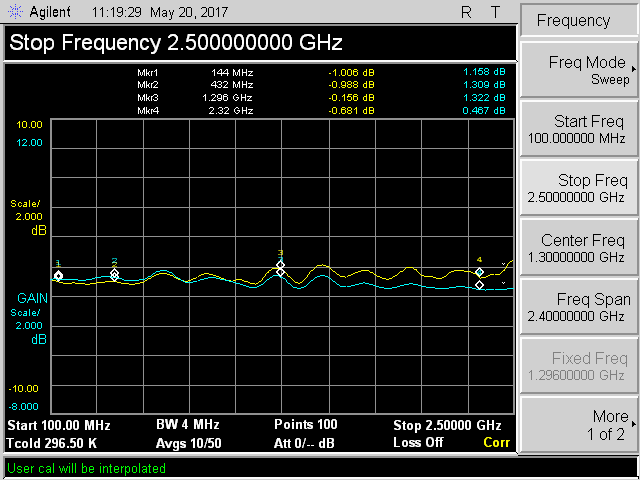 Agilent 11:19:29 May 20, 2017 R T
Stop Frequency 2.500000000 GHz
Mkr1 144 MHz -1.006 dB 1.158 dB
Mkr2 432 MHz -0.988 dB 1.309 dB
Mkr3 1.296 GHz -0.156 dB 1.322 dB
Mkr4 2.32 GHz -0.681 dB 0.467 dB
10.00
12.00
Scale/
2.000
dB
GAIN
Scale/
2.000
dB
-10.00
-8.000
1
2
2
3
4
Start 100.00 MHz BW 4 MHz Points 100 Stop 2.50000 GHz
Tcold 296.50 K Avgs 10/50 Att 0/-- dB Loss Off Corr
User cal will be interpolated
Frequency
Freq Mode
Sweep
Start Freq
100.000000 MHz
Stop Freq
2.50000000 GHz
Center Freq
1.30000000 GHz
Freq Span
2.40000000 GHz
Fixed Freq
1.29600000 GHz
More
1 of 2